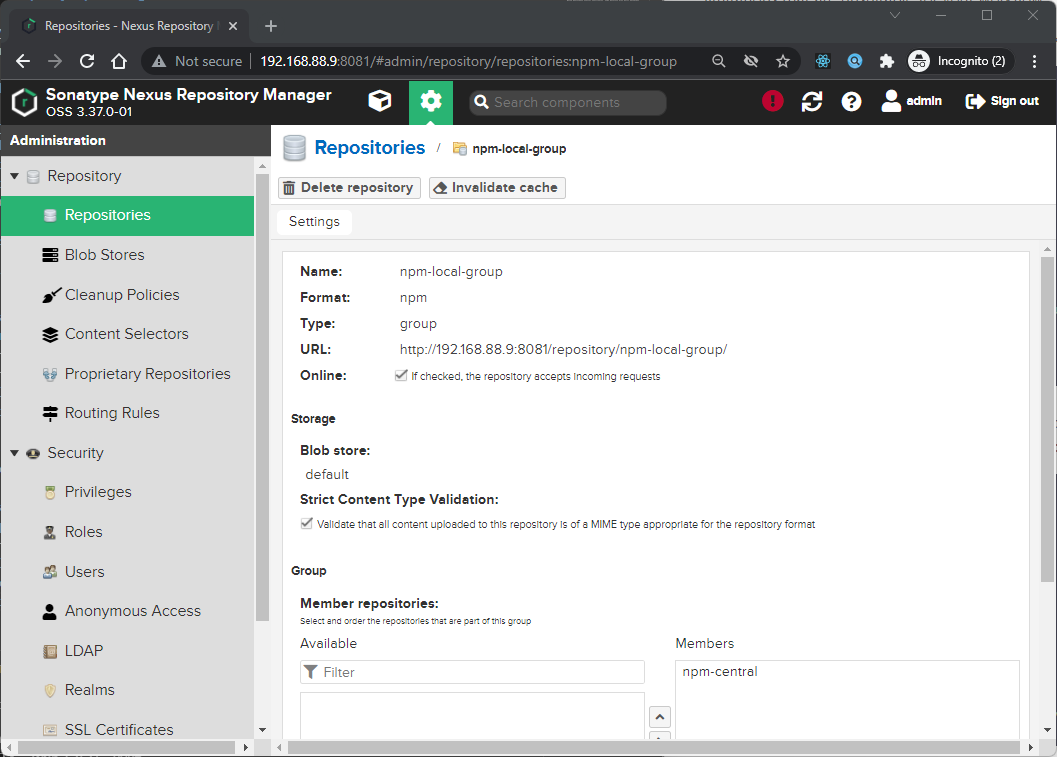 Repositories - Nexus Repository
Not secure 192.168.88.9:8081/#admin/repository/repositories:npm-local-group Incognito (2)
Sonatype Nexus Repository Manager
OSS 3.37.0-01
Search components
admin
Sign out
Administration
Repository
Repositories
Blob Stores
Cleanup Policies
Content Selectors
Proprietary Repositories
Routing Rules
Security
Privileges
Roles
Users
Anonymous Access
LDAP
Realms
SSL Certificates
Repositories / npm-local-group
Delete repository Invalidate cache
Settings
Name: npm-local-group
Format: npm
Type: group
URL: http://192.168.88.9:8081/repository/npm-local-group/
Online: If checked, the repository accepts incoming requests
Storage
Blob store:
default
Strict Content Type Validation:
Validate that all content uploaded to this repository is of a MIME type appropriate for the repository format
Group
Member repositories:
Select and order the repositories that are part of this group
Available Members
Filter npm-central